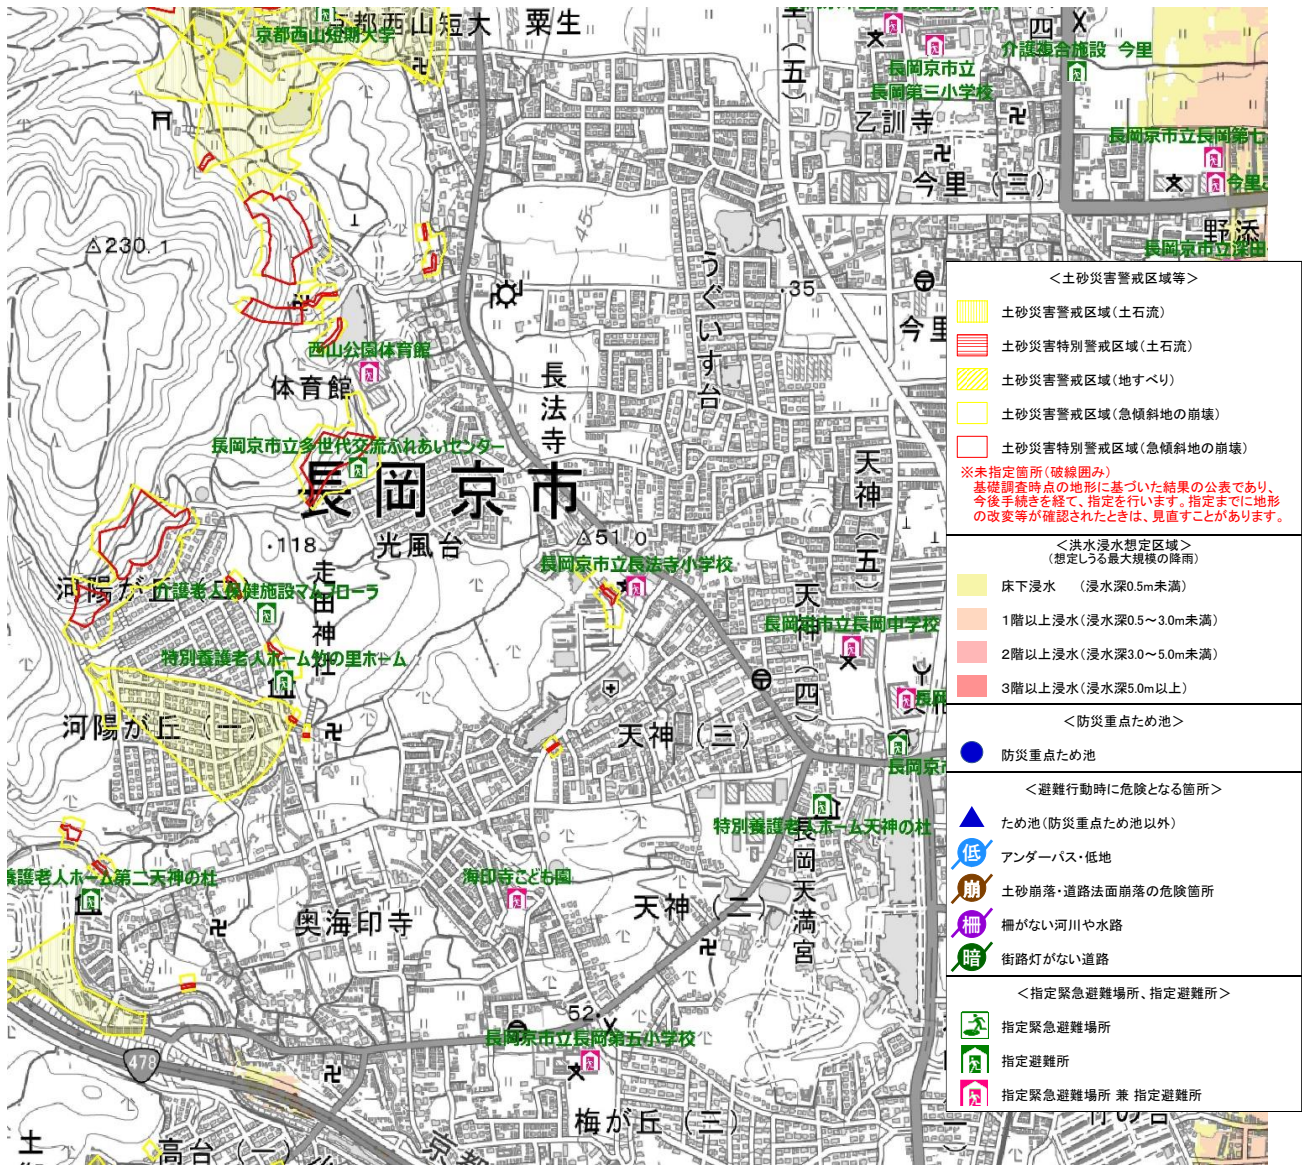 京都西山短大
京都西山短期大学
粟生
(五)
長岡京市立
長岡第三小学校
乙訓寺
四
介護複合施設 今里
長岡京市立長岡第七
今里
今里(三)
野添
長岡京市立深田
230.1
45
うぐいす台
35
今里
西山公園体育館
体育館
長法寺
長岡京市立多世代交流ふれあいセンター
長岡京市
天神(五)
118
光風台
51.0
長岡京市立長法寺小学校
河陽が丘
介護老人保健施設マムフローラ
走田神社
天神(四)
長岡京市立長岡中学校
特別養護老人ホーム竹の里ホーム
河陽が丘(一)
天神(三)
長岡京市
特別養護老人ホーム天神の杜
長岡天満宮
養護老人ホーム第二天神の杜
海印寺こども園
奥海印寺
天神(二)
52
長岡京市立長岡第五小学校
478
梅が丘(三)
高台(一)
土
京都
竹の台
<土砂災害警戒区域等>
土砂災害警戒区域(土石流)
土砂災害特別警戒区域(土石流)
土砂災害警戒区域(地すべり)
土砂災害警戒区域(急傾斜地の崩壊)
土砂災害特別警戒区域(急傾斜地の崩壊)
※未指定箇所(破線囲み)
基礎調査時点の地形に基づいた結果の公表であり、
今後手続きを経て、指定を行います。指定までに地形
の改変等が確認されたときは、見直すことがあります。
<洪水浸水想定区域>
(想定しうる最大規模の降雨)
床下浸水 (浸水深0.5m未満)
1階以上浸水(浸水深0.5~3.0m未満)
2階以上浸水(浸水深3.0~5.0m未満)
3階以上浸水(浸水深5.0m以上)
<防災重点ため池>
防災重点ため池
<避難行動時に危険となる箇所>
ため池(防災重点ため池以外)
低 アンダーパス・低地
崩 土砂崩落・道路法面崩落の危険箇所
柵 柵がない河川や水路
暗 街路灯がない道路
<指定緊急避難場所、指定避難所>
指定緊急避難場所
指定避難所
指定緊急避難場所 兼 指定避難所